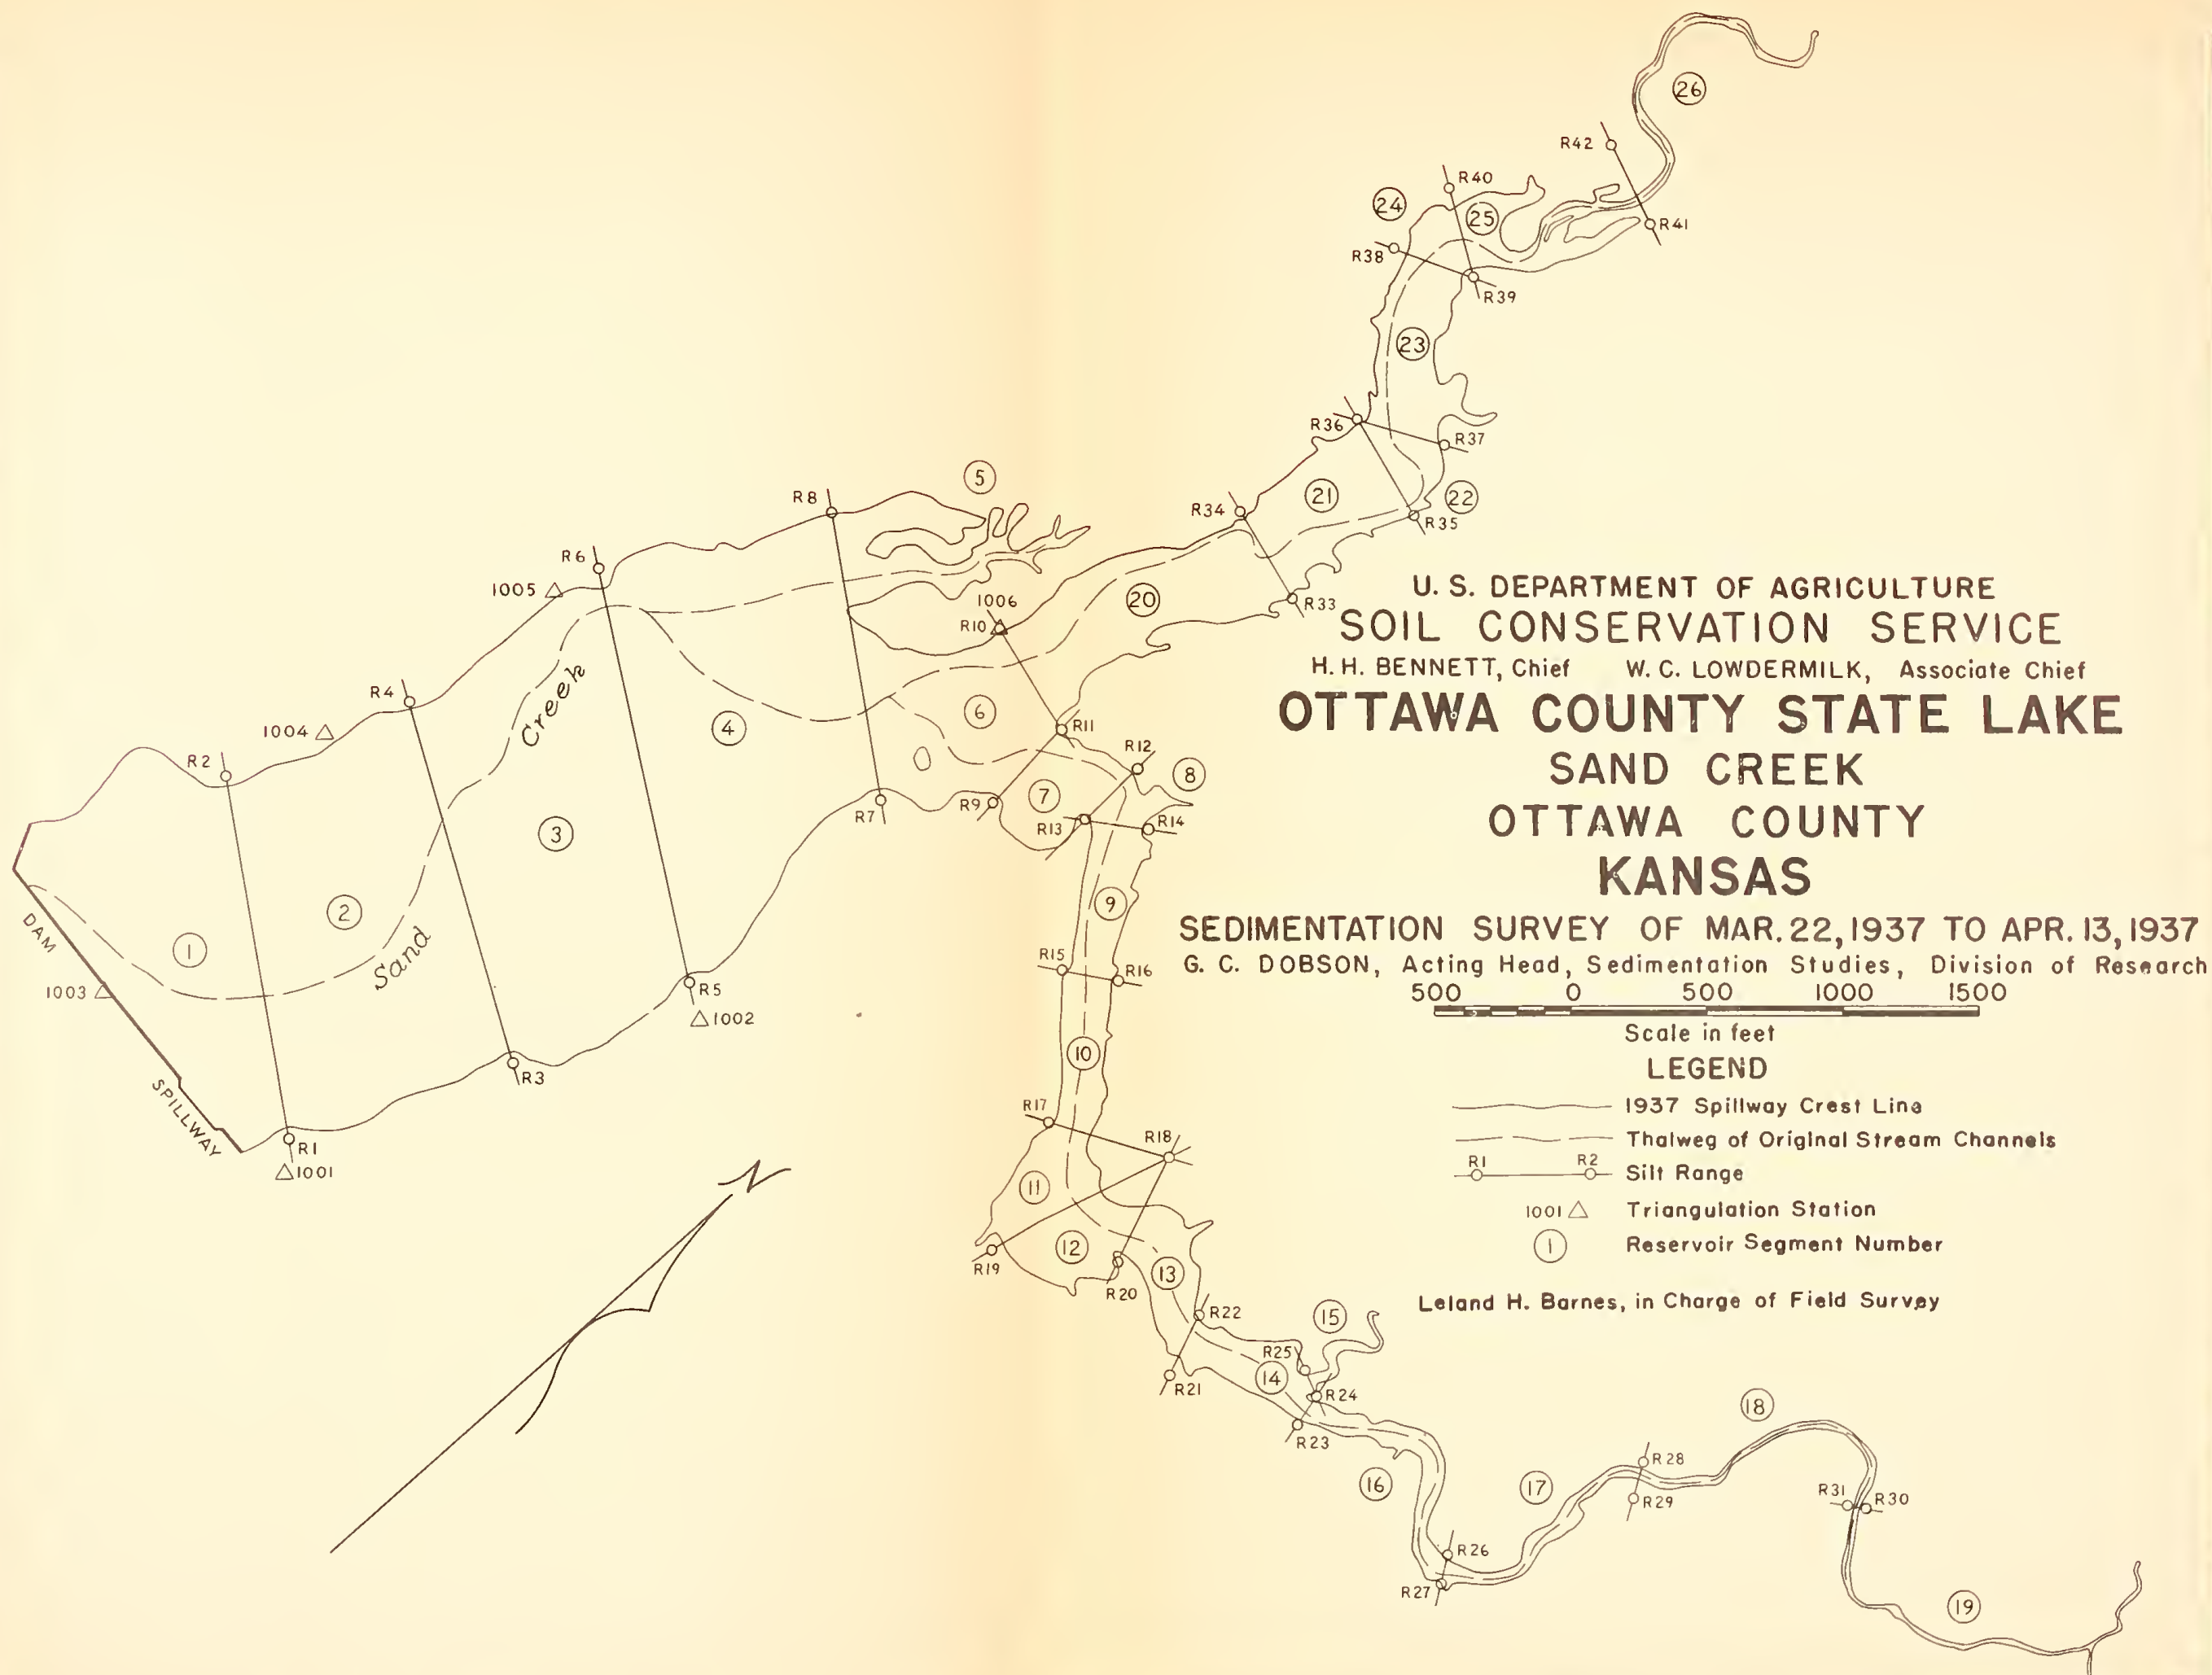 26
R42
R40
24
25
R41
R38
R39
23
R36
R37
5
R8
21
22
R34
R35
R6
1005
1006
20
R33
R10
U. S. DEPARTMENT OF AGRICULTURE
SOIL CONSERVATION SERVICE
H. H. BENNETT, Chief W. C. LOWDERMILK, Associate Chief
OTTAWA COUNTY STATE LAKE
SAND CREEK
OTTAWA COUNTY
KANSAS
SEDIMENTATION SURVEY OF MAR. 22, 1937 TO APR. 13, 1937
G. C. DOBSON, Acting Head, Sedimentation Studies, Division of Research
500 0 500 1000 1500
Scale in feet
LEGEND
1937 Spillway Crest Line
Thalweg of Original Stream Channels
R1 R2 Silt Range
1001 Triangulation Station
1 Reservoir Segment Number
Leland H. Barnes, in Charge of Field Survey
R4
1004
Sand Creek
4
6
R11
R2
R12
8
7
R9
R7
R13
R14
3
2
9
1
DAM
1003
R15
R16
R5
1002
10
R3
SPILLWAY
R1
1001
R17
R18
N
11
12
R19
13
R20
R22
15
R25
14
R21
R24
R23
18
16
17
R28
R29
R31
R30
R26
R27
19